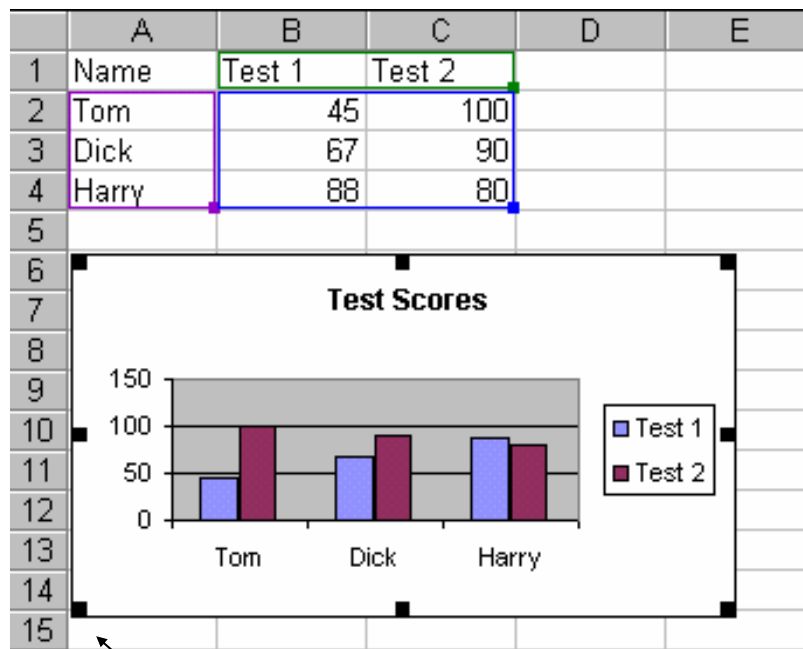 A B C D E
1 Name Test 1 Test 2
2 Tom 45 100
3 Dick 67 90
4 Harry 88 80
5
6
7 Test Scores
8
9 150
10 100 Test 1
11 50 Test 2
12 0
13 Tom Dick Harry
14
15